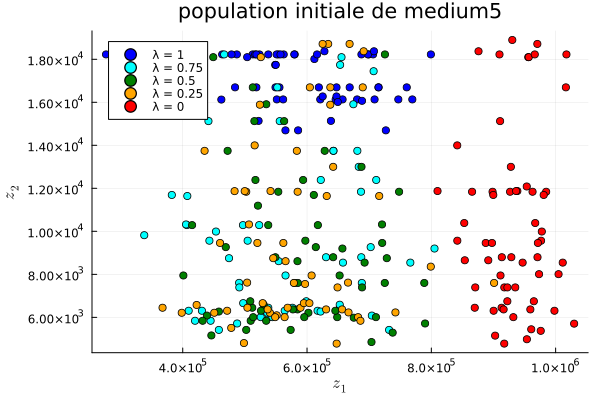 population initiale de medium5
λ = 1
λ = 0.75
λ = 0.5
λ = 0.25
λ = 0
1.80×10⁴
1.60×10⁴
1.40×10⁴
1.20×10⁴
1.00×10⁴
8.00×10³
6.00×10³
z₂
4.0×10⁵ 6.0×10⁵ 8.0×10⁵ 1.0×10⁶
z₁